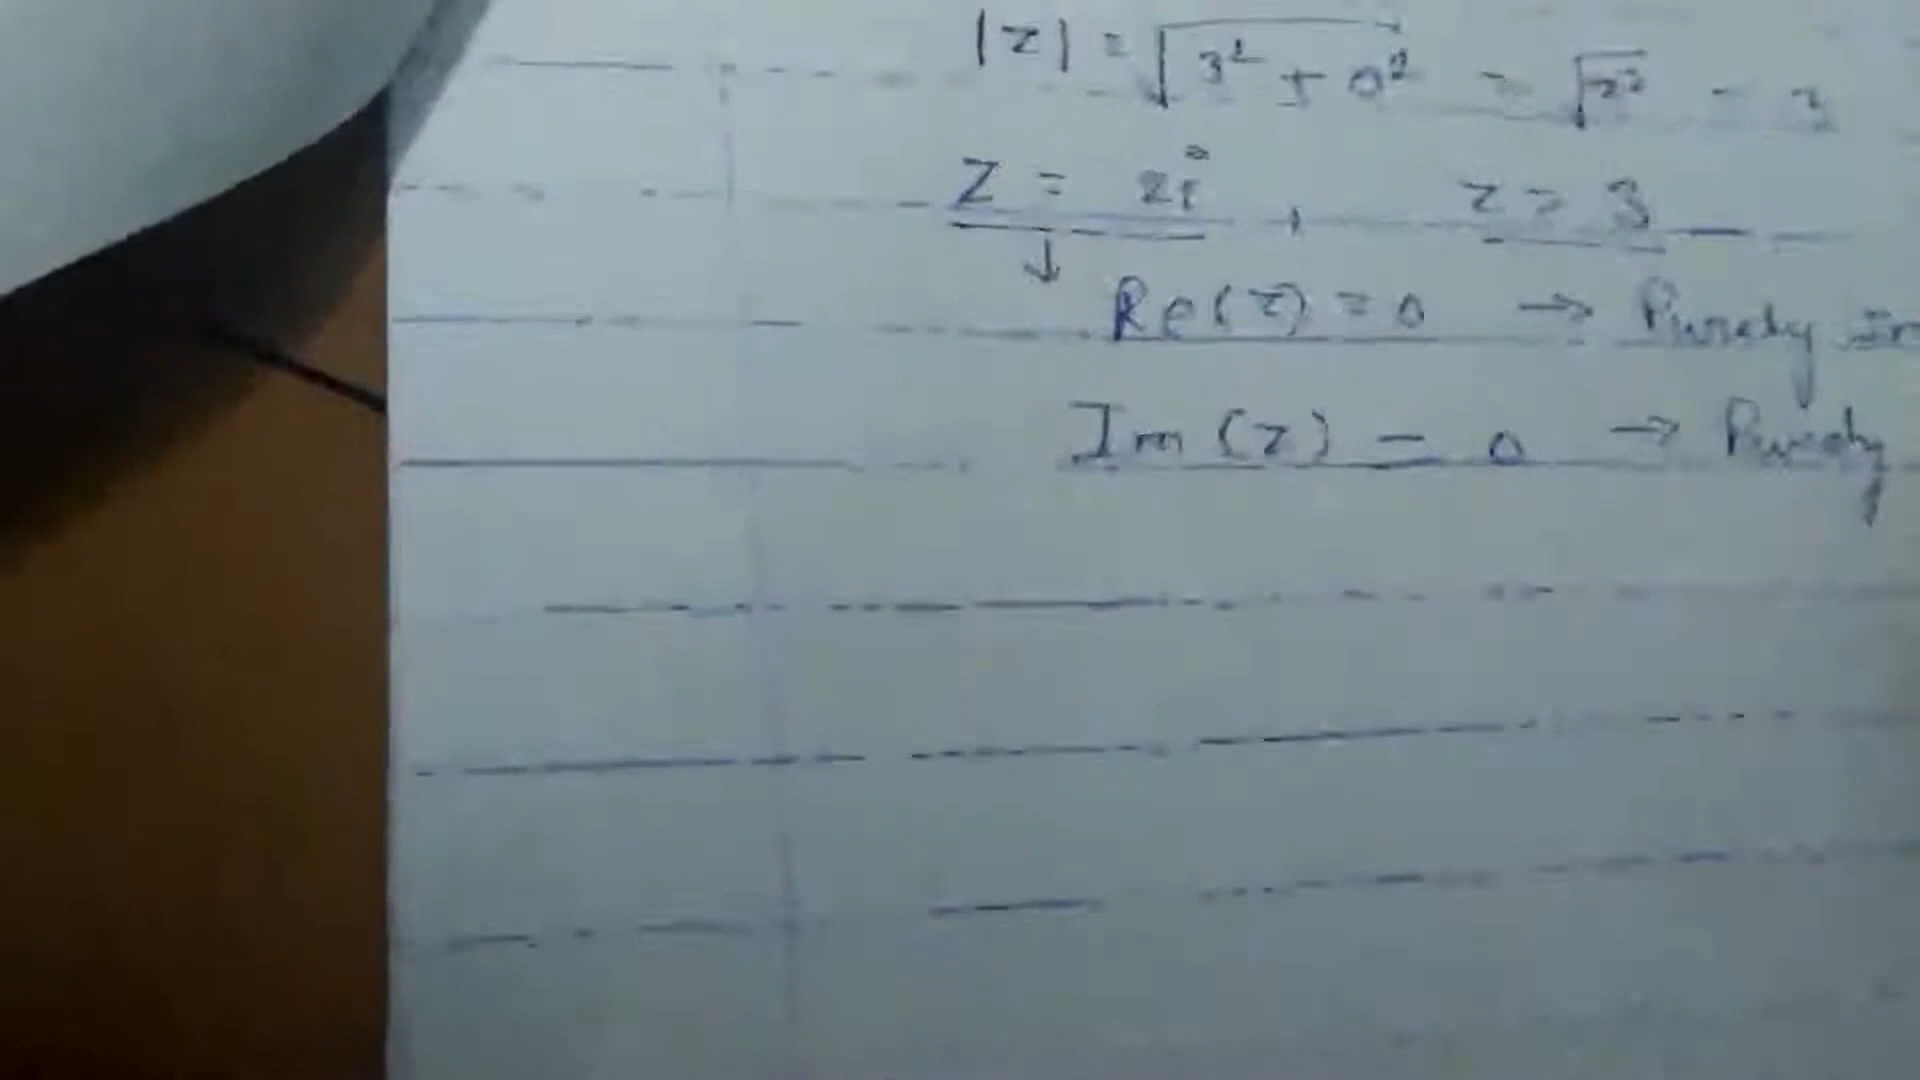 |z| = √(3² + 0²) = √3² = 3
Z = 2i , z = 3
↓
Re(z) = 0 → Purely
Im(z) = 0 → Purely